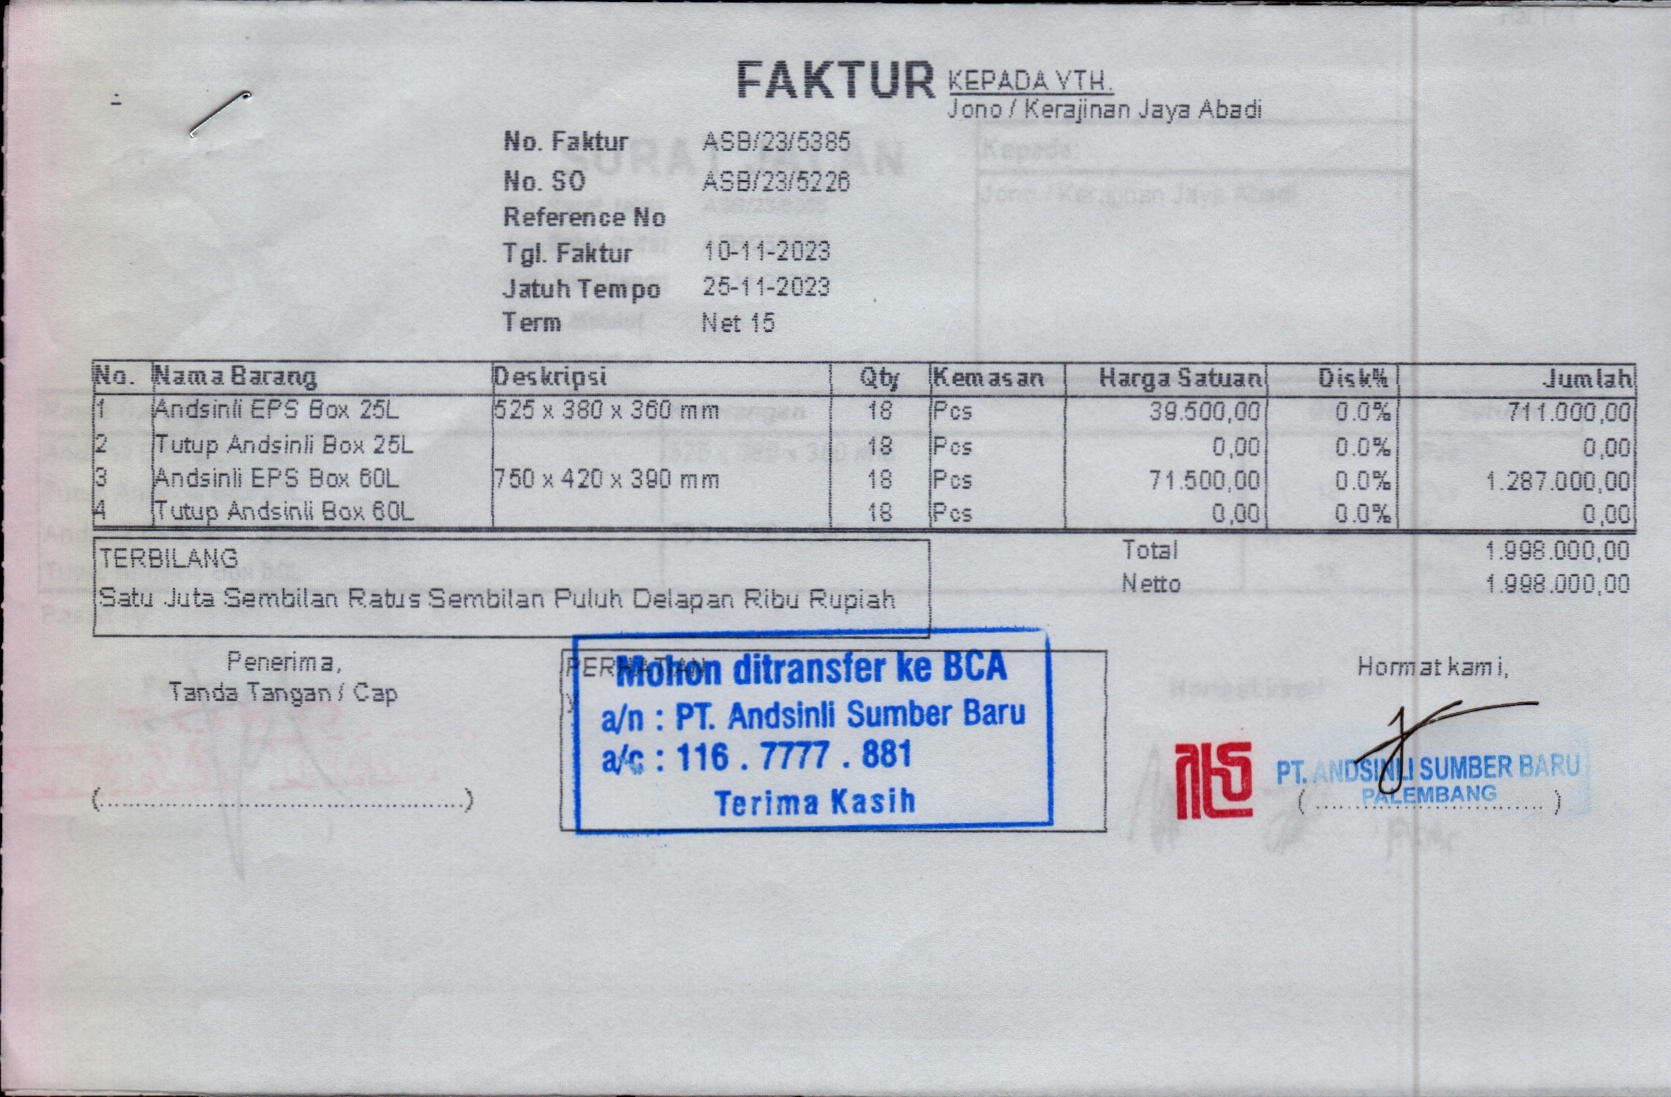 FAKTUR
KEPADA YTH.
Jono / Kerajinan Jaya Abadi
No. Faktur ASB/23/5385
No. SO ASB/23/5226
Reference No
Tgl. Faktur 10-11-2023
Jatuh Tempo 25-11-2023
Term Net 15
No. Nama Barang Deskripsi Qty Kemasan Harga Satuan Disk% Jumlah
1 Andsinli EPS Box 25L 525 x 380 x 360 mm 18 Pcs 39.500,00 0.0% 711.000,00
2 Tutup Andsinli Box 25L 18 Pcs 0,00 0.0% 0,00
3 Andsinli EPS Box 60L 750 x 420 x 390 mm 18 Pcs 71.500,00 0.0% 1.287.000,00
4 Tutup Andsinli Box 60L 18 Pcs 0,00 0.0% 0,00
TERBILANG
Satu Juta Sembilan Ratus Sembilan Puluh Delapan Ribu Rupiah
Total 1.998.000,00
Netto 1.998.000,00
Penerima,
Tanda Tangan / Cap
(......................................................)
PERHATIAN
Mohon ditransfer ke BCA
a/n : PT. Andsinli Sumber Baru
a/c : 116 . 7777 . 881
Terima Kasih
Hormat kami,
PT. ANDSINLI SUMBER BARU
PALEMBANG
(..................................)